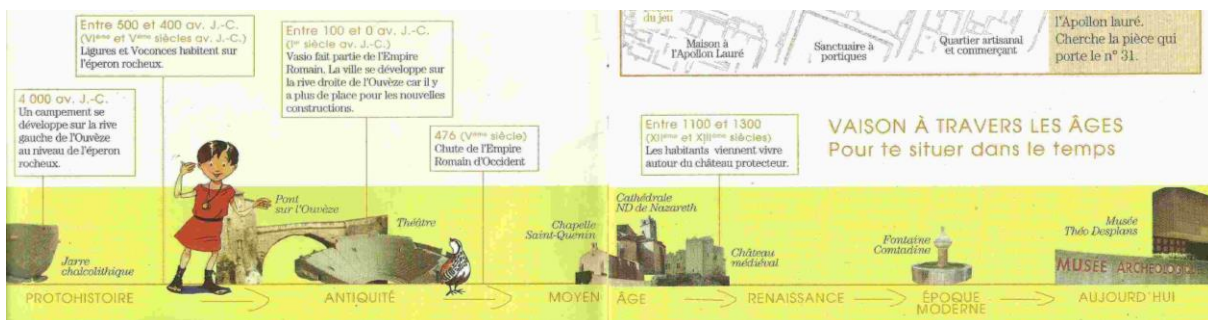 Entre 500 et 400 av. J.-C.
(VIème et Vème siècles av. J.-C.)
Ligures et Voconces habitent sur
l'éperon rocheux.
Entre 100 et 0 av. J.-C.
(Ier siècle av. J.-C.)
Vasio fait partie de l'Empire
Romain. La ville se développe sur
la rive droite de l'Ouvèze car il y
a plus de place pour les nouvelles
constructions.
4 000 av. J.-C.
Un campement se
développe sur la rive
gauche de l'Ouvèze
au niveau de l'éperon
rocheux.
476 (Vème siècle)
Chute de l'Empire
Romain d'Occident
du jeu
Maison à
l'Apollon Lauré
Sanctuaire à
portiques
Quartier artisanal
et commerçant
l'Apollon lauré.
Cherche la pièce qui
porte le n° 31.
Entre 1100 et 1300
(XIIème et XIIIème siècles)
Les habitants viennent vivre
autour du château protecteur.
VAISON À TRAVERS LES ÂGES
Pour te situer dans le temps
Jarre
chalcolithique
Pont
sur l'Ouvèze
Théâtre
Chapelle
Saint-Quenin
Cathédrale
ND de Nazareth
Château
médiéval
Fontaine
Comtadine
Musée
Théo Desplans
MUSÉE ARCHEOLOGIQ
PROTOHISTOIRE
ANTIQUITÉ
MOYEN ÂGE
RENAISSANCE
ÉPOQUE
MODERNE
AUJOURD'HUI